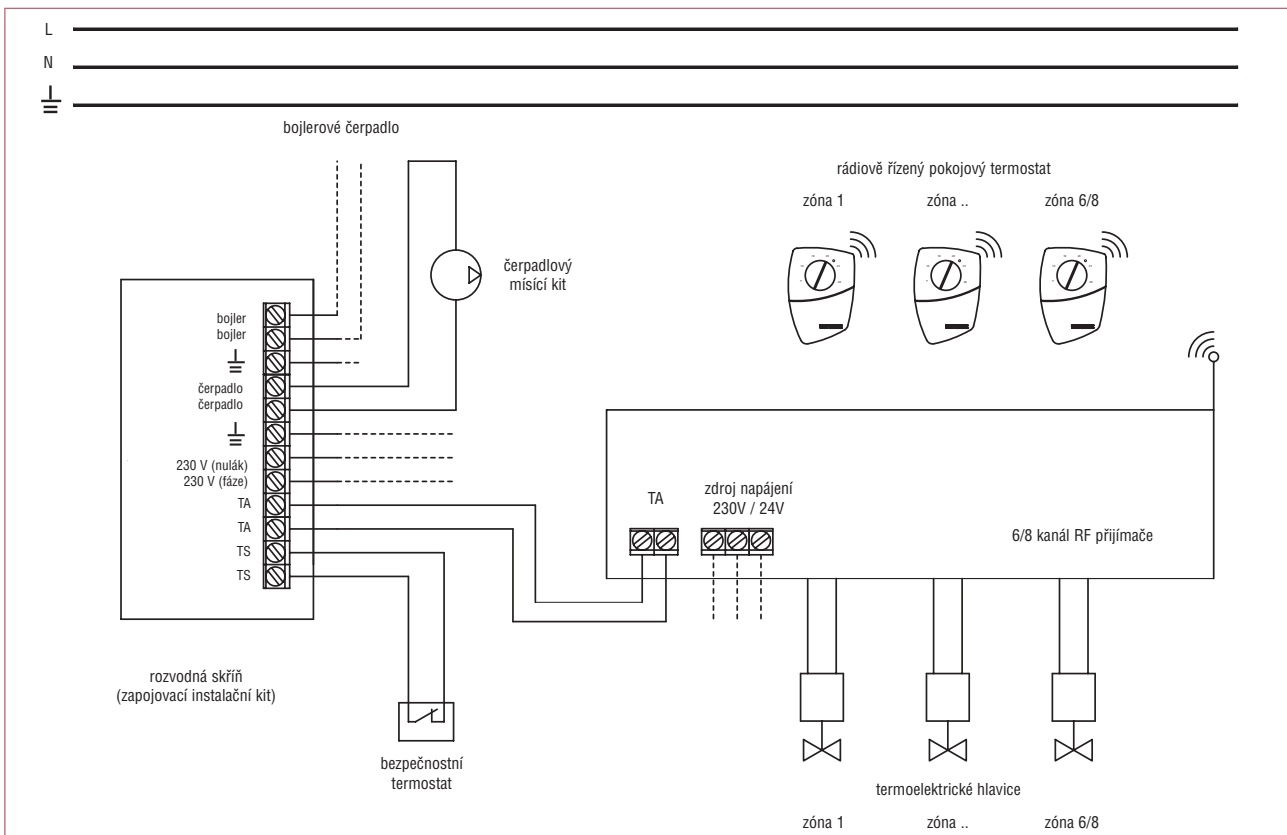 L
N
bojlerové čerpadlo
rádiově řízený pokojový termostat
zóna 1
zóna ..
zóna 6/8
čerpadlový
mísící kit
bojler
bojler
čerpadlo
čerpadlo
230 V (nulák)
230 V (fáze)
TA
TA
TS
TS
TA
zdroj napájení
230V / 24V
6/8 kanál RF přijímače
rozvodná skříň
(zapojovací instalační kit)
bezpečnostní
termostat
termoelektrické hlavice
zóna 1
zóna ..
zóna 6/8